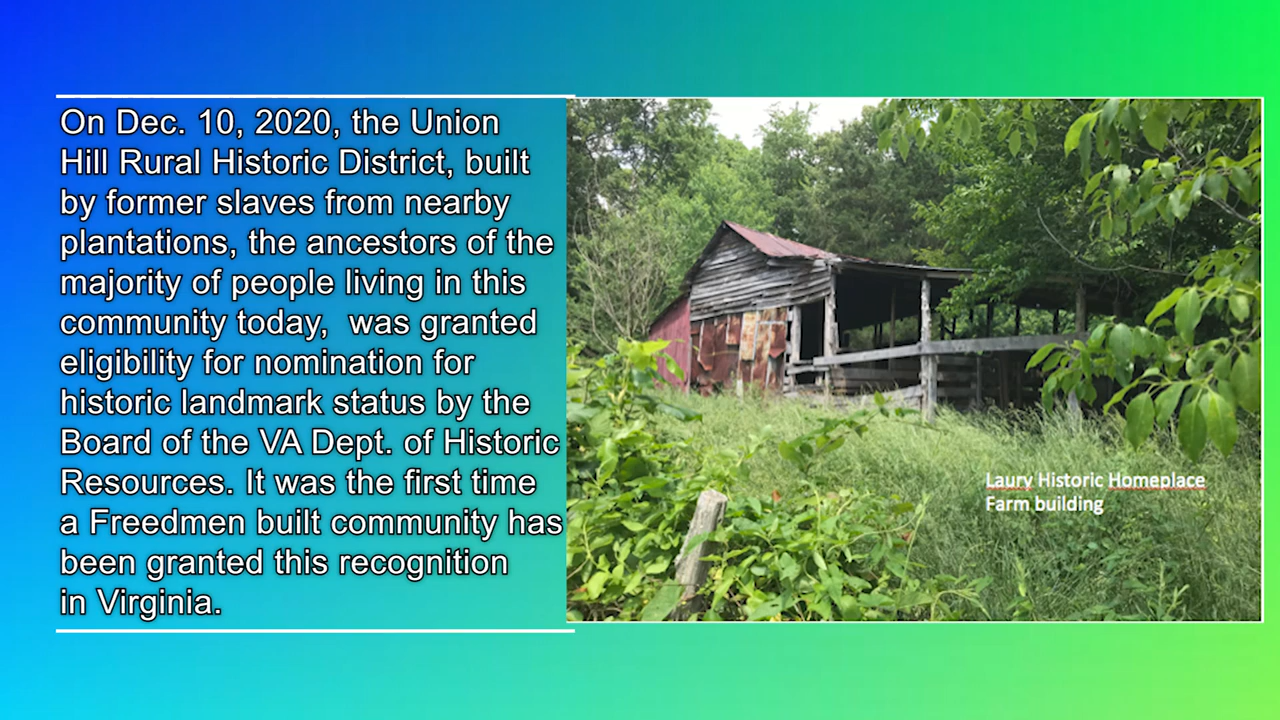 On Dec. 10, 2020, the Union
Hill Rural Historic District, built
by former slaves from nearby
plantations, the ancestors of the
majority of people living in this
community today,  was granted
eligibility for nomination for
historic landmark status by the
Board of the VA Dept. of Historic
Resources. It was the first time
a Freedmen built community has
been granted this recognition
in Virginia.
Laury Historic Homeplace
Farm building